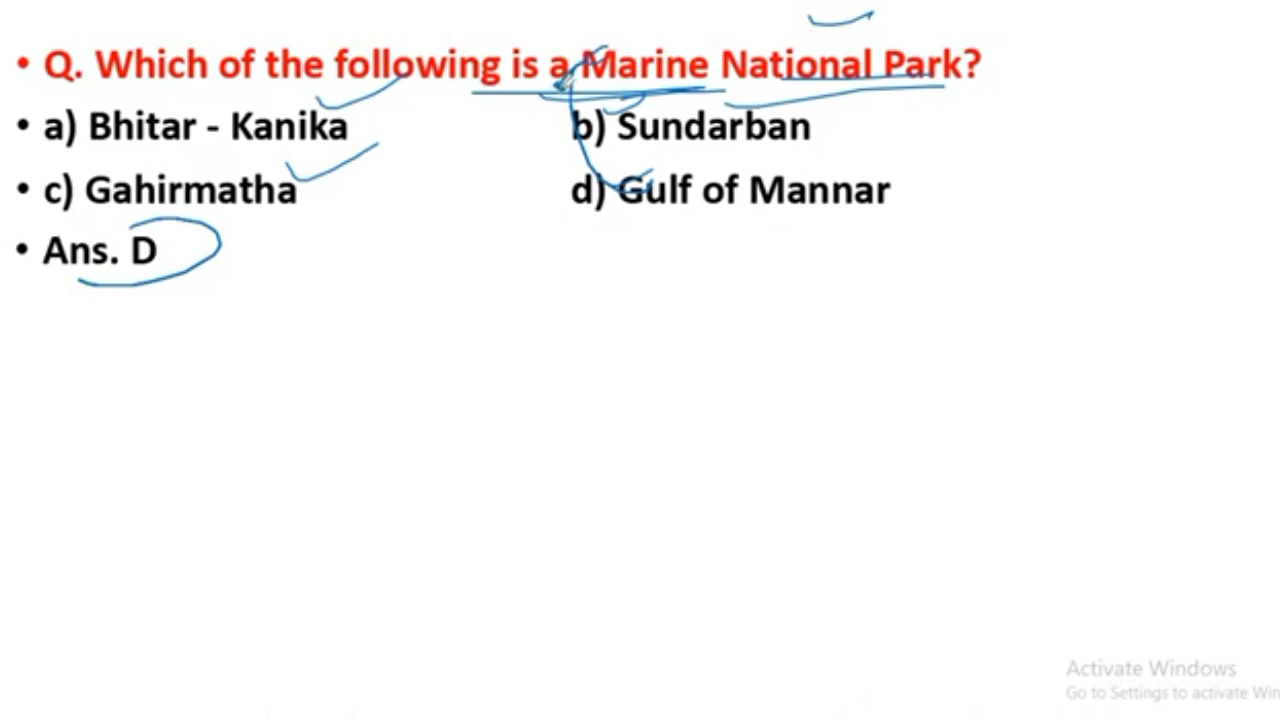 • Q. Which of the following is a Marine National Park?
• a) Bhitar - Kanika b) Sundarban
• c) Gahirmatha d) Gulf of Mannar
• Ans. D
Activate Windows
Go to Settings to activate Win